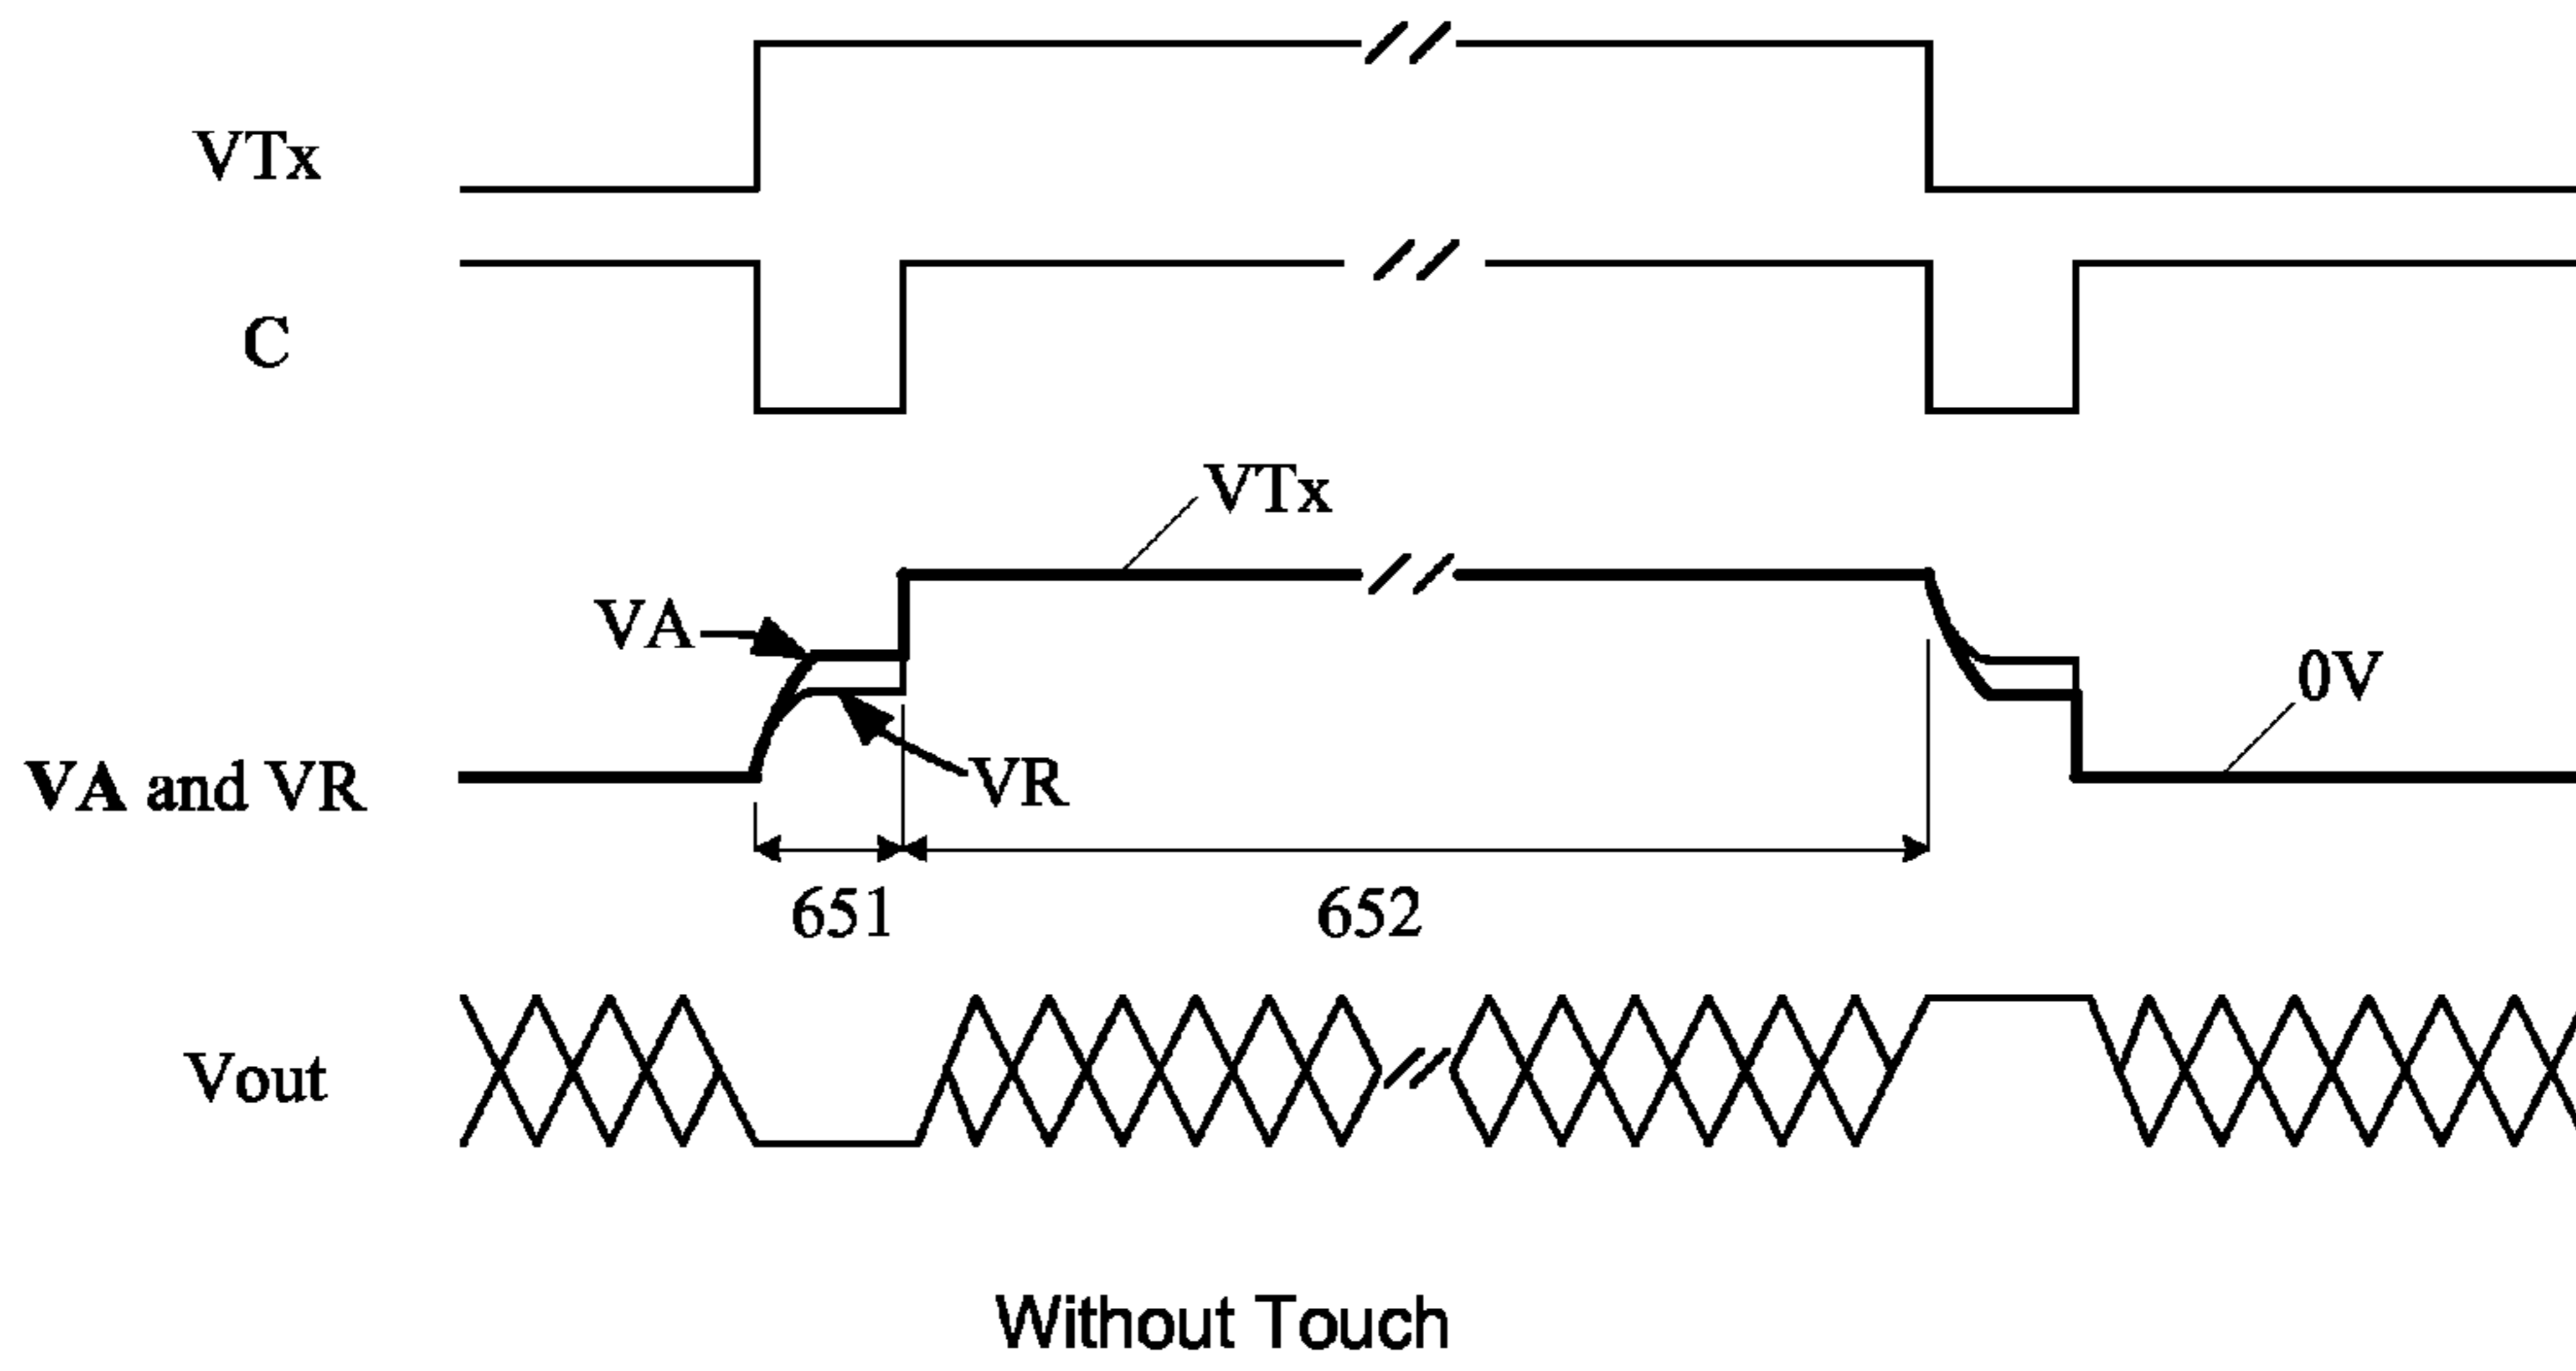 VTx
C
VTx
VA
0V
VR
VA and VR
651
652
Vout
Without Touch